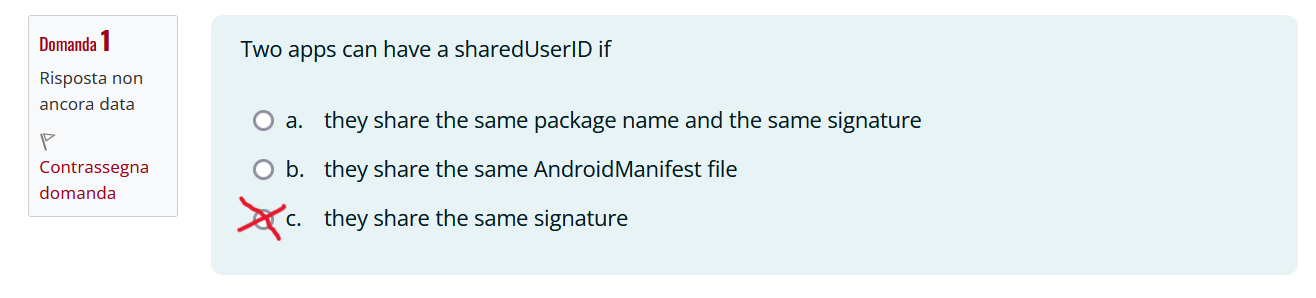 Domanda 1
Risposta non
ancora data
Contrassegna
domanda
Two apps can have a sharedUserID if
a. they share the same package name and the same signature
b. they share the same AndroidManifest file
c. they share the same signature